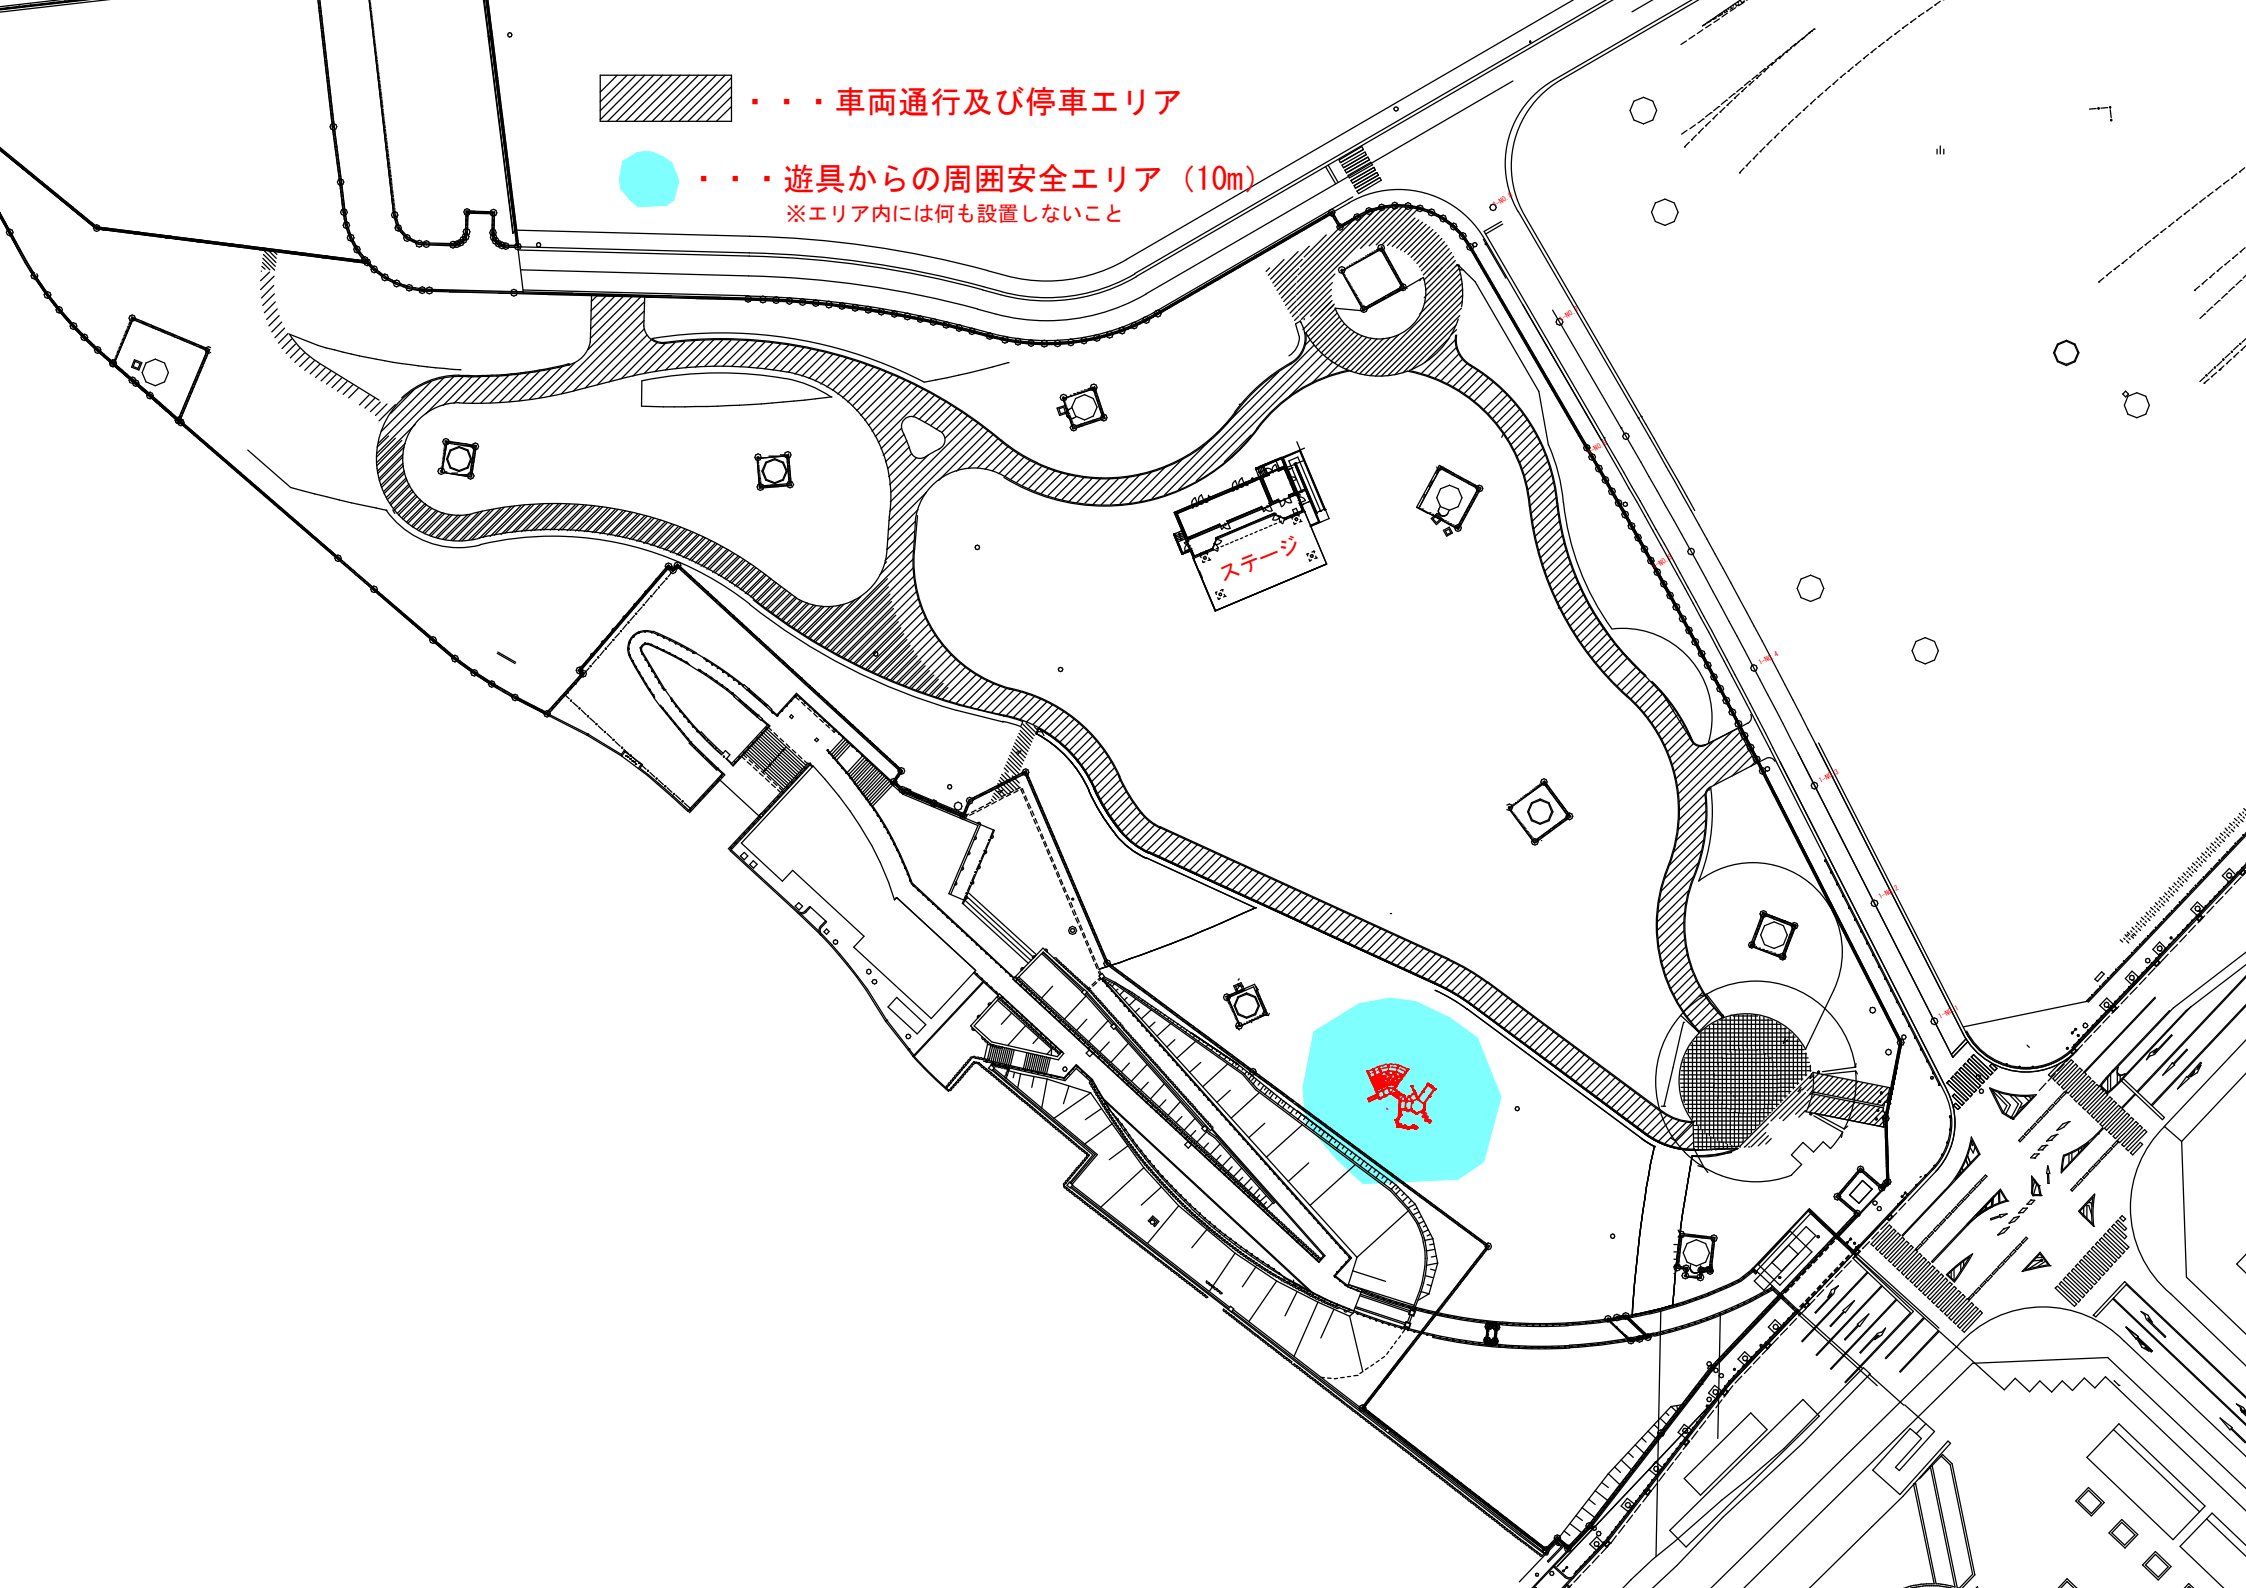 ・・・車両通行及び停車エリア
・・・遊具からの周囲安全エリア（10m）
※エリア内には何も設置しないこと
ステージ